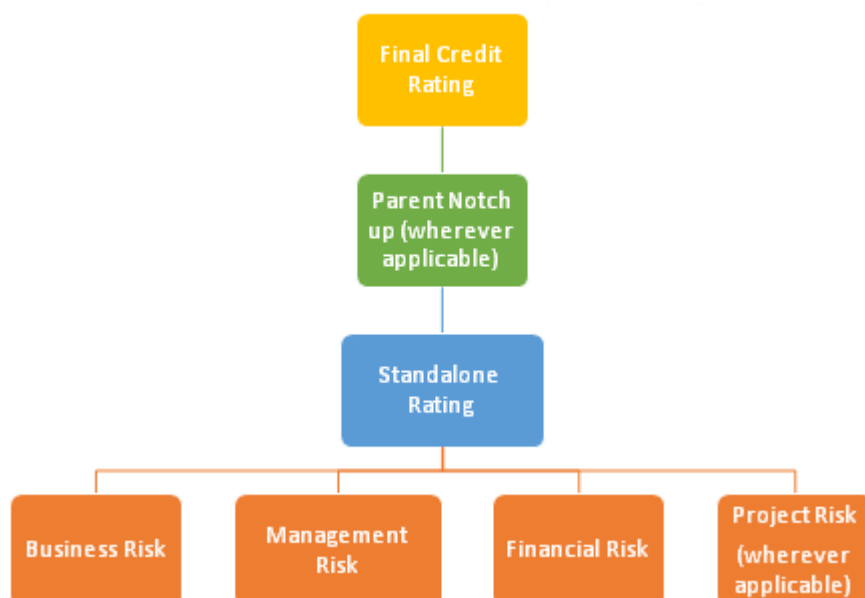 Final Credit
Rating
Parent Notch
up (wherever
applicable)
Standalone
Rating
Business Risk
Management
Risk
Financial Risk
Project Risk
(wherever
applicable)